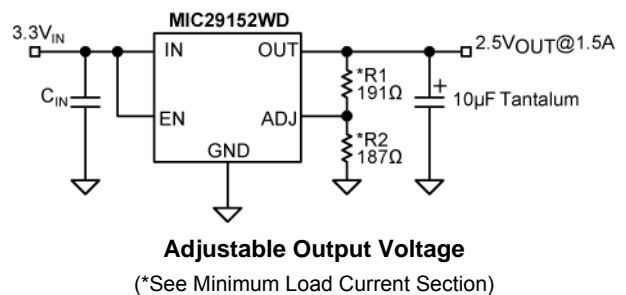 MIC29152WD
3.3VIN
IN
OUT
2.5VOUT@1.5A
*R1
191Ω
+
CIN
10µF Tantalum
EN
ADJ
*R2
187Ω
GND
Adjustable Output Voltage
(*See Minimum Load Current Section)